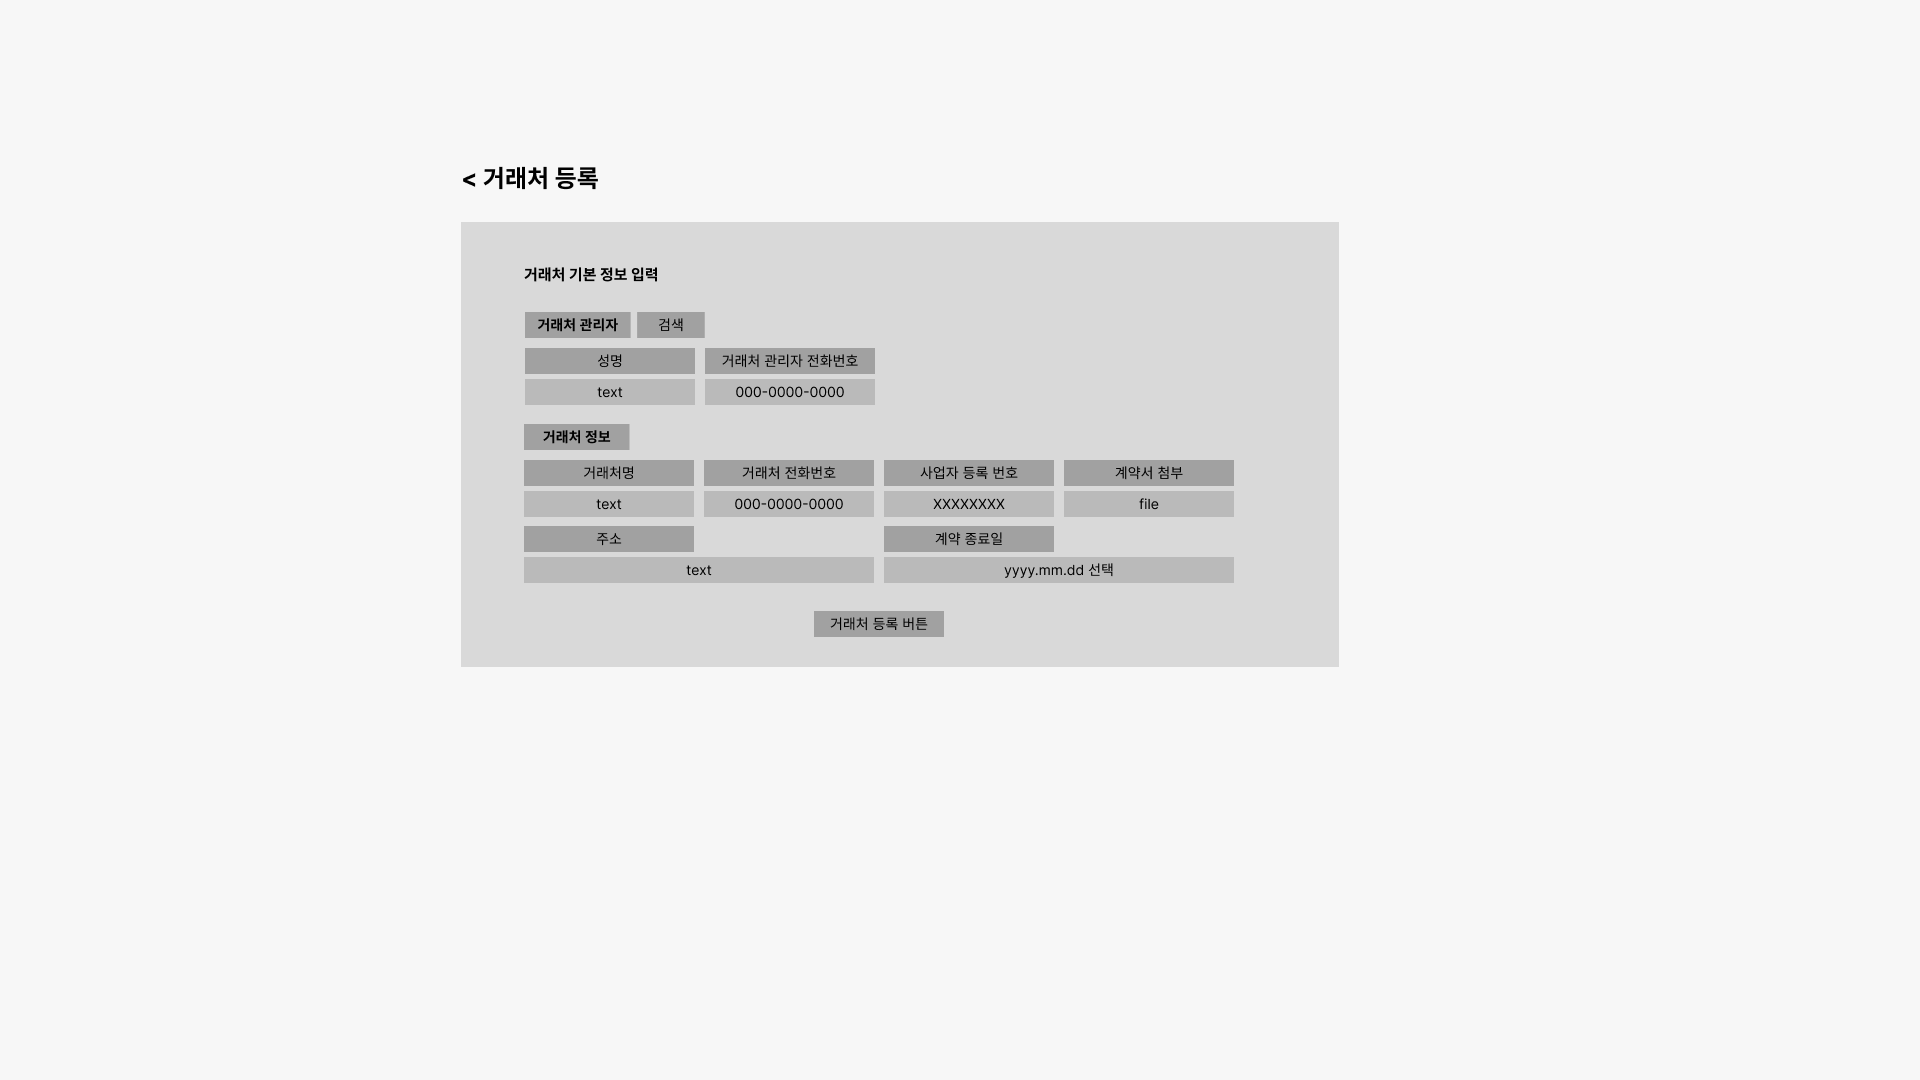 < 거래처 등록
거래처 기본 정보 입력
거래처 관리자 검색
성명 거래처 관리자 전화번호
text 000-0000-0000
거래처 정보
거래처명 거래처 전화번호 사업자 등록 번호 계약서 첨부
text 000-0000-0000 XXXXXXXX file
주소 계약 종료일
text yyyy.mm.dd 선택
거래처 등록 버튼